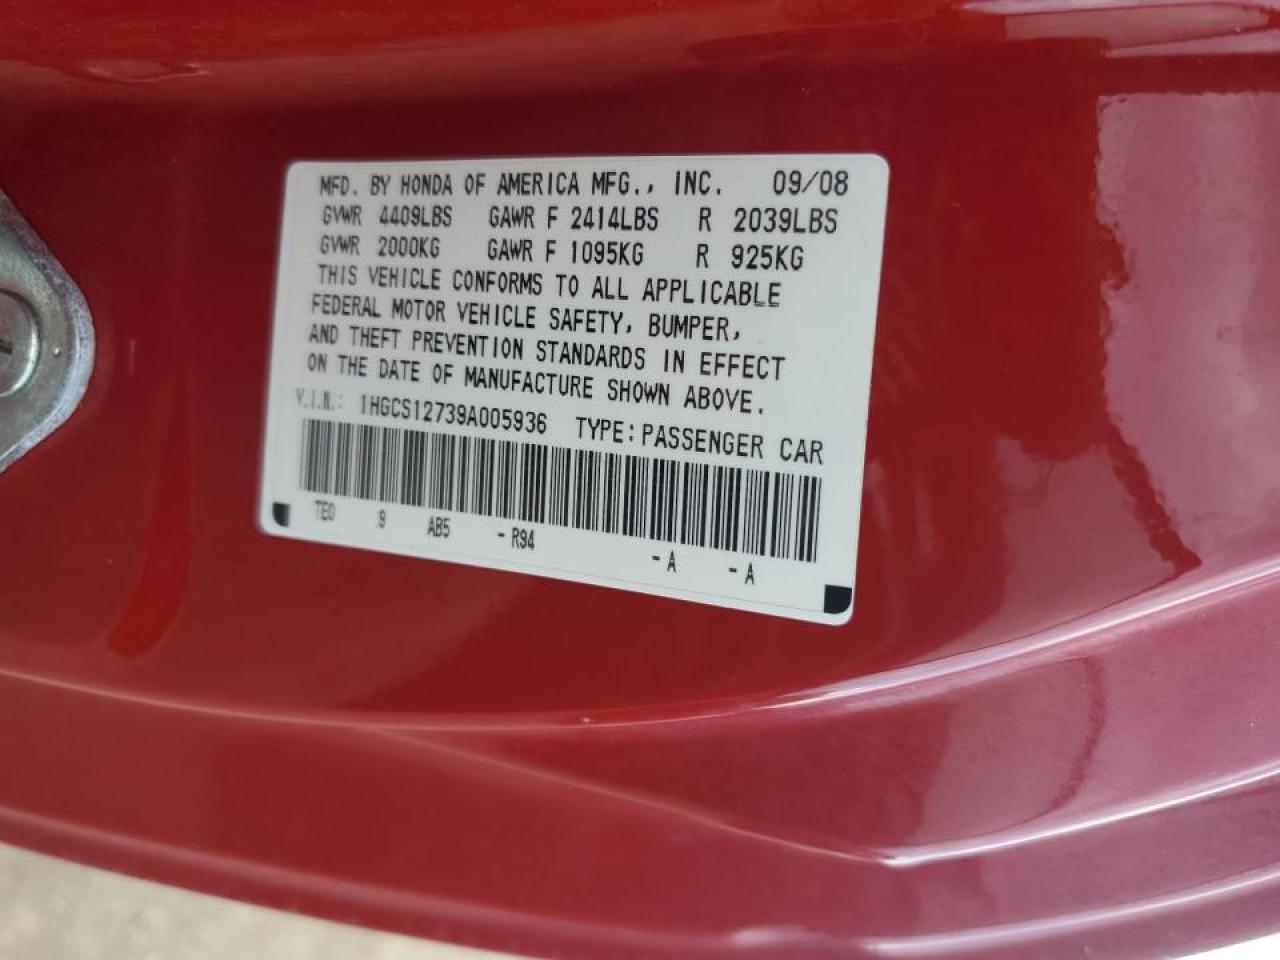 MFD. BY HONDA OF AMERICA MFG., INC. 09/08
GVWR 4409LBS GAWR F 2414LBS R 2039LBS
GVWR 2000KG GAWR F 1095KG R 925KG
THIS VEHICLE CONFORMS TO ALL APPLICABLE
FEDERAL MOTOR VEHICLE SAFETY, BUMPER,
AND THEFT PREVENTION STANDARDS IN EFFECT
ON THE DATE OF MANUFACTURE SHOWN ABOVE.
V.I.N.: 1HGCS12739A005936 TYPE: PASSENGER CAR
TE0 9 AB5 - R94 - A - A